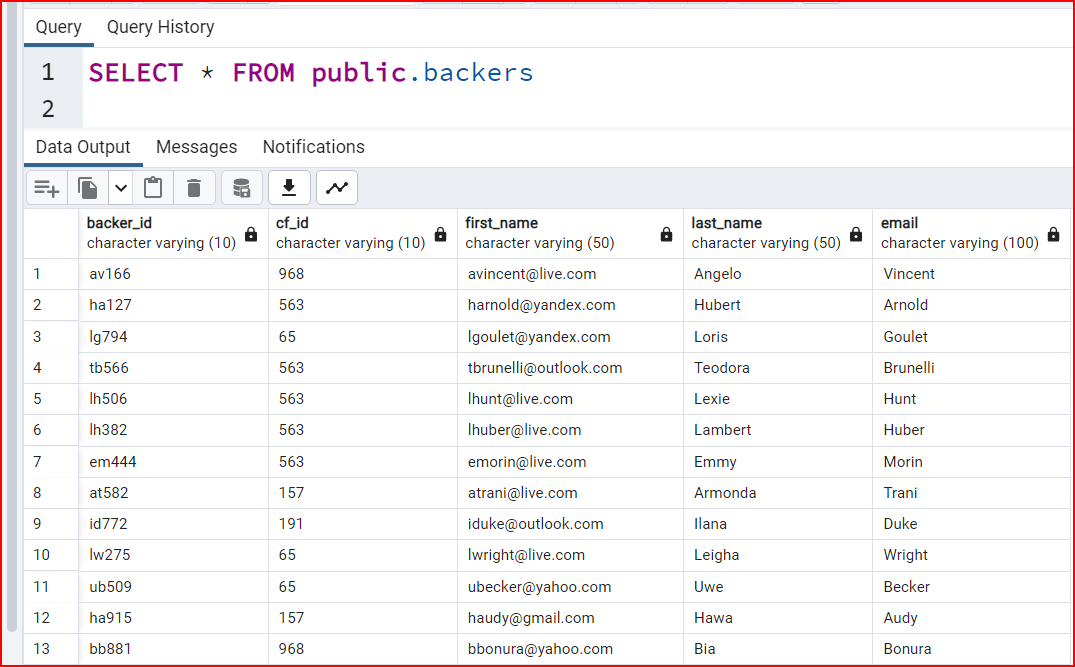 Query Query History
1 SELECT * FROM public.backers
2
Data Output Messages Notifications
backer_id cf_id first_name last_name email
character varying (10) character varying (10) character varying (50) character varying (50) character varying (100)
1 av166 968 avincent@live.com Angelo Vincent
2 ha127 563 harnold@yandex.com Hubert Arnold
3 lg794 65 lgoulet@yandex.com Loris Goulet
4 tb566 563 tbrunelli@outlook.com Teodora Brunelli
5 lh506 563 lhunt@live.com Lexie Hunt
6 lh382 563 lhuber@live.com Lambert Huber
7 em444 563 emorin@live.com Emmy Morin
8 at582 157 atrani@live.com Armonda Trani
9 id772 191 iduke@outlook.com Ilana Duke
10 lw275 65 lwright@live.com Leigha Wright
11 ub509 65 ubecker@yahoo.com Uwe Becker
12 ha915 157 haudy@gmail.com Hawa Audy
13 bb881 968 bbonura@yahoo.com Bia Bonura